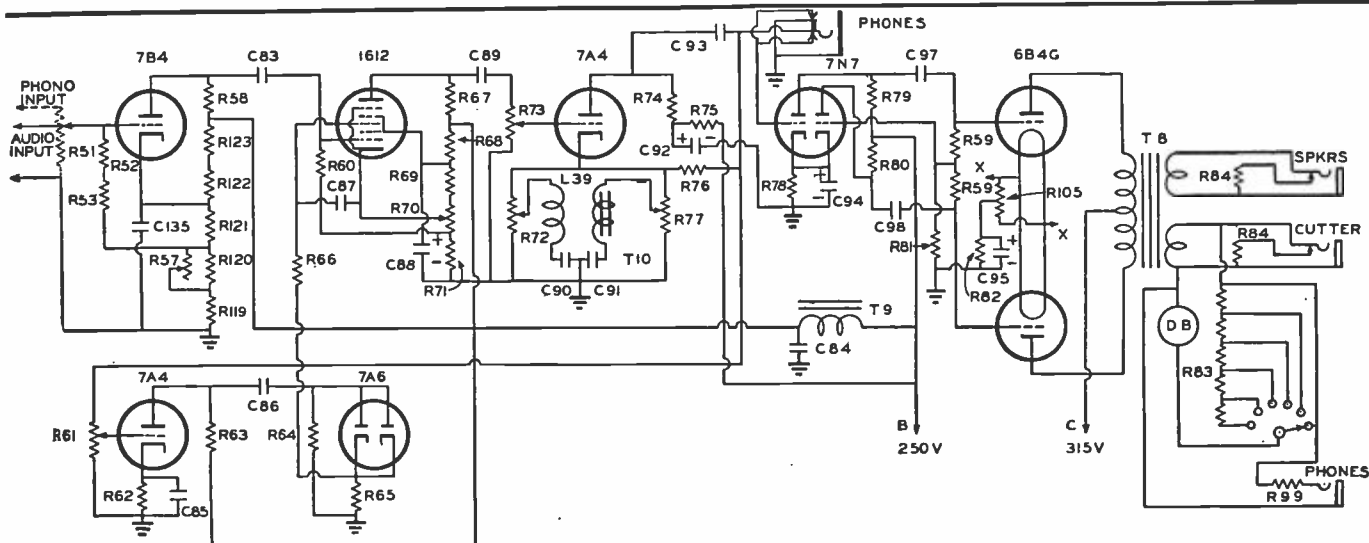 PHONES
7B4
C83
1612
C89
7A4
C93
7N7
C97
6B4G
PHONO INPUT
AUDIO INPUT
R51
R52
R53
R58
R123
R122
R121
R120
R119
C135
R57
R60
C87
R66
R67
R68
R69
R70
C88
R71
R73
L39
R72
C90
C91
T10
R74
R75
C92
R76
R77
R78
C94
R79
R80
C98
R81
R59
R59
X
R105
X
C95
R82
T8
SPKRS
R84
CUTTER
R84
DB
R83
T9
C84
B
250V
C
315V
7A4
C86
7A6
R61
R62
C85
R63
R64
R65
PHONES
R99
+
-
+
-
+
-
+
-